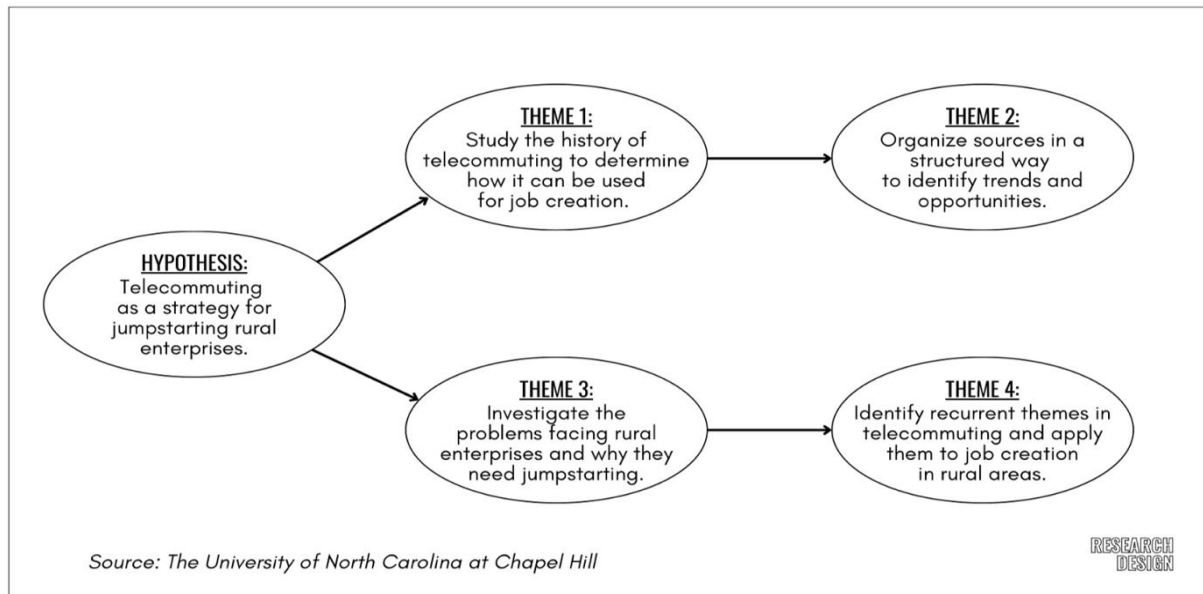 THEME 1:
Study the history of
telecommuting to determine
how it can be used
for job creation.
THEME 2:
Organize sources in a
structured way
to identify trends and
opportunities.
HYPOTHESIS:
Telecommuting
as a strategy for
jumpstarting rural
enterprises.
THEME 3:
Investigate the
problems facing rural
enterprises and why they
need jumpstarting.
THEME 4:
Identify recurrent themes in
telecommuting and apply
them to job creation
in rural areas.
Source: The University of North Carolina at Chapel Hill
RESEARCH
DESIGN